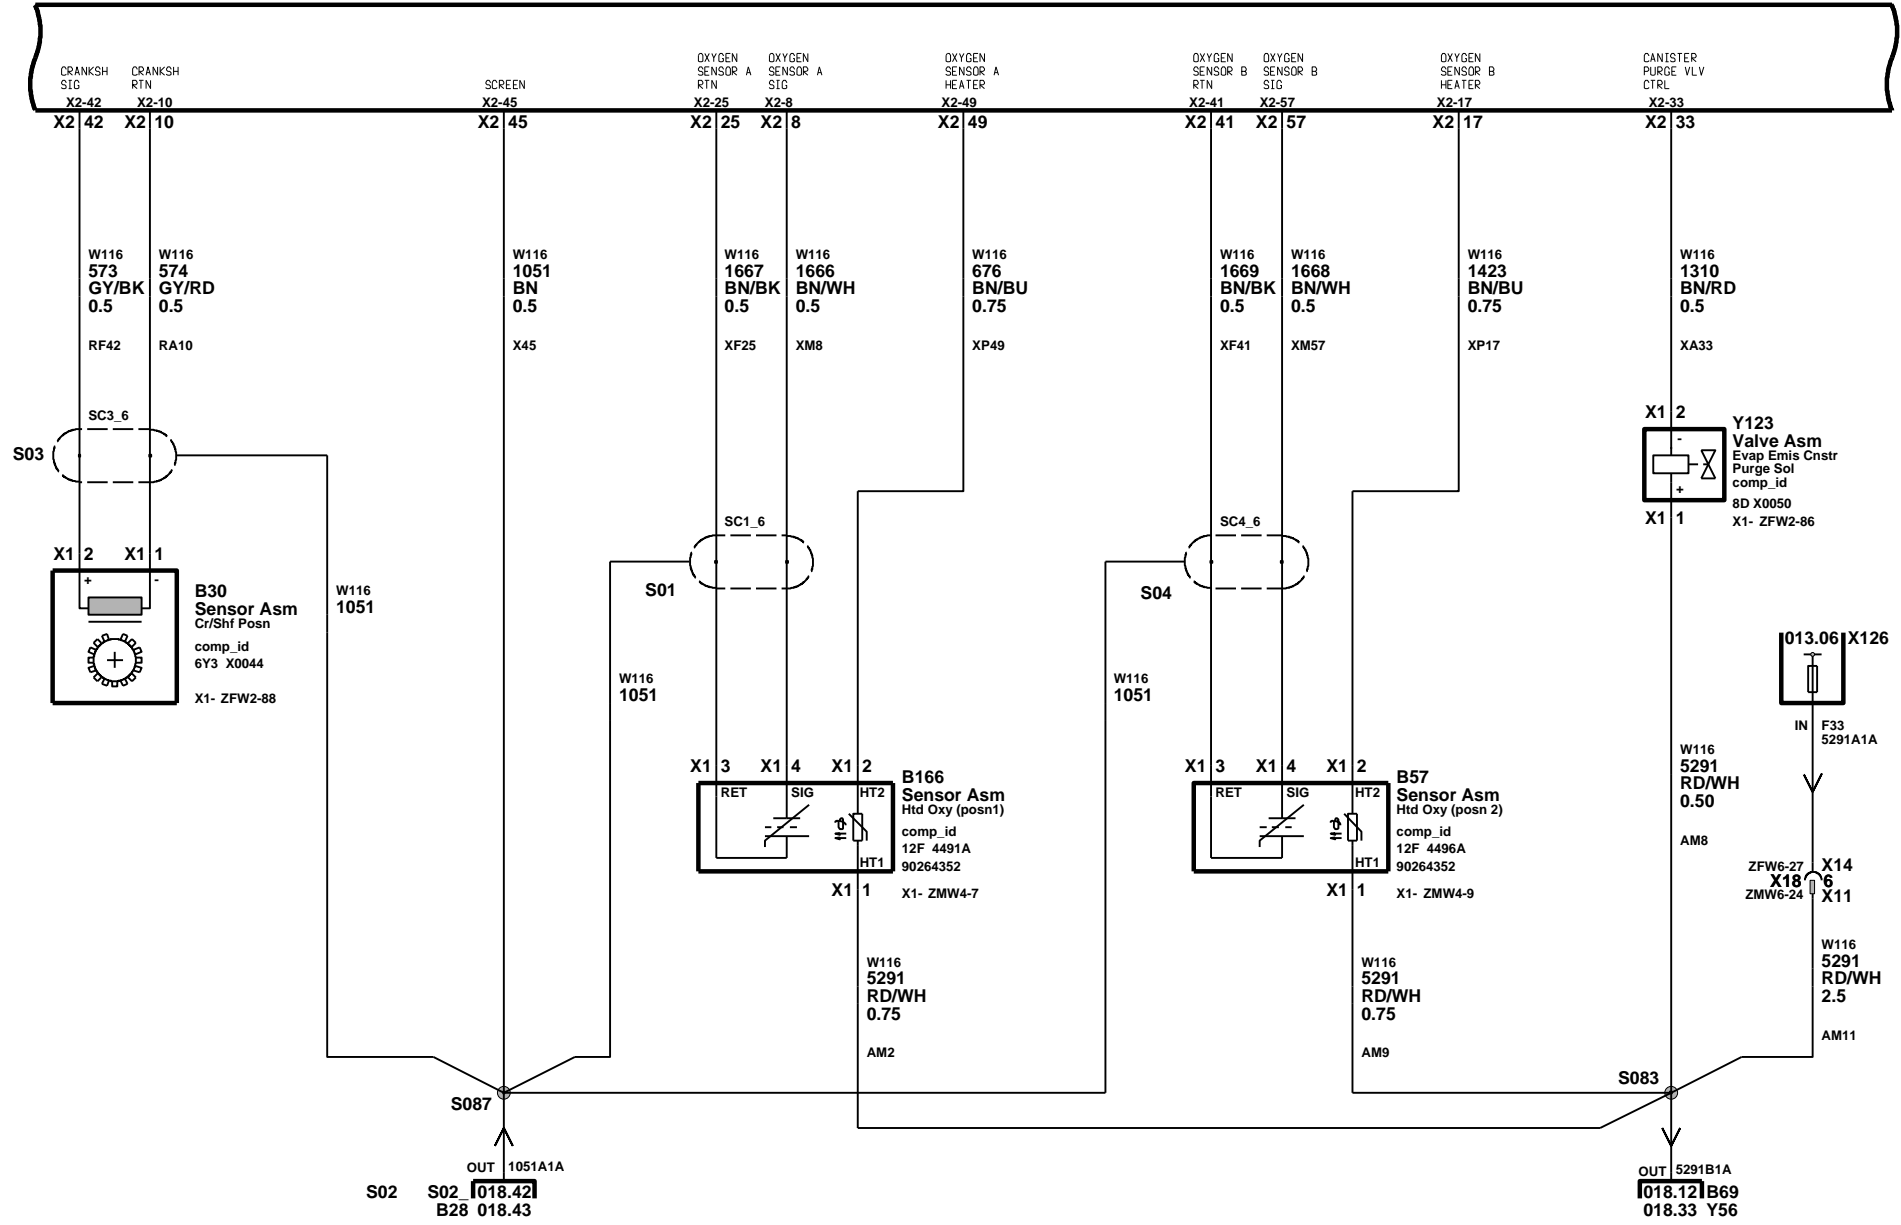 CRANKSH
SIG
X2-42
CRANKSH
RTN
X2-10
SCREEN
X2-45
OXYGEN
SENSOR A
RTN
X2-25
OXYGEN
SENSOR A
SIG
X2-8
OXYGEN
SENSOR A
HEATER
X2-49
OXYGEN
SENSOR B
RTN
X2-41
OXYGEN
SENSOR B
SIG
X2-57
OXYGEN
SENSOR B
HEATER
X2-17
CANISTER
PURGE VLV
CTRL
X2-33
X2 42
X2 10
X2 45
X2 25
X2 8
X2 49
X2 41
X2 57
X2 17
X2 33
W116
573
GY/BK
0.5
RF42
W116
574
GY/RD
0.5
RA10
W116
1051
BN
0.5
X45
W116
1667
BN/BK
0.5
XF25
W116
1666
BN/WH
0.5
XM8
W116
676
BN/BU
0.75
XP49
W116
1669
BN/BK
0.5
XF41
W116
1668
BN/WH
0.5
XM57
W116
1423
BN/BU
0.75
XP17
W116
1310
BN/RD
0.5
XA33
SC3_6
S03
X1 2
X1 1
+ -
B30
Sensor Asm
Cr/Shf Posn
comp_id
6Y3 X0044
X1- ZFW2-88
W116
1051
SC1_6
S01
W116
1051
SC4_6
S04
W116
1051
X1 2
-
+
X1 1
Y123
Valve Asm
Evap Emis Cnstr
Purge Sol
comp_id
8D X0050
X1- ZFW2-86
X1 3
X1 4
X1 2
RET
SIG
HT2
HT1
X1 1
B166
Sensor Asm
Htd Oxy (posn1)
comp_id
12F 4491A
90264352
X1- ZMW4-7
X1 3
X1 4
X1 2
RET
SIG
HT2
HT1
X1 1
B57
Sensor Asm
Htd Oxy (posn 2)
comp_id
12F 4496A
90264352
X1- ZMW4-9
W116
5291
RD/WH
0.50
AM8
013.06 X126
IN F33
5291A1A
ZFW6-27 X14
X18 6
ZMW6-24 X11
W116
5291
RD/WH
2.5
AM11
W116
5291
RD/WH
0.75
AM2
W116
5291
RD/WH
0.75
AM9
S087
S083
OUT 1051A1A
S02 S02_ 018.42
B28 018.43
OUT 5291B1A
018.12 B69
018.33 Y56